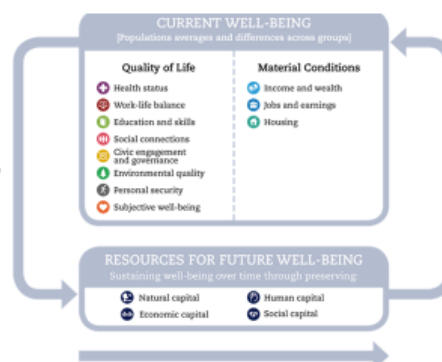 CURRENT WELL-BEING
[Populations averages and differences across groups]
Quality of Life
Health status
Work-life balance
Education and skills
Social connections
Civic engagement
and governance
Environmental quality
Personal security
Subjective well-being
Material Conditions
Income and wealth
Jobs and earnings
Housing
RESOURCES FOR FUTURE WELL-BEING
Sustaining well-being over time through preserving:
Natural capital
Human capital
Economic capital
Social capital